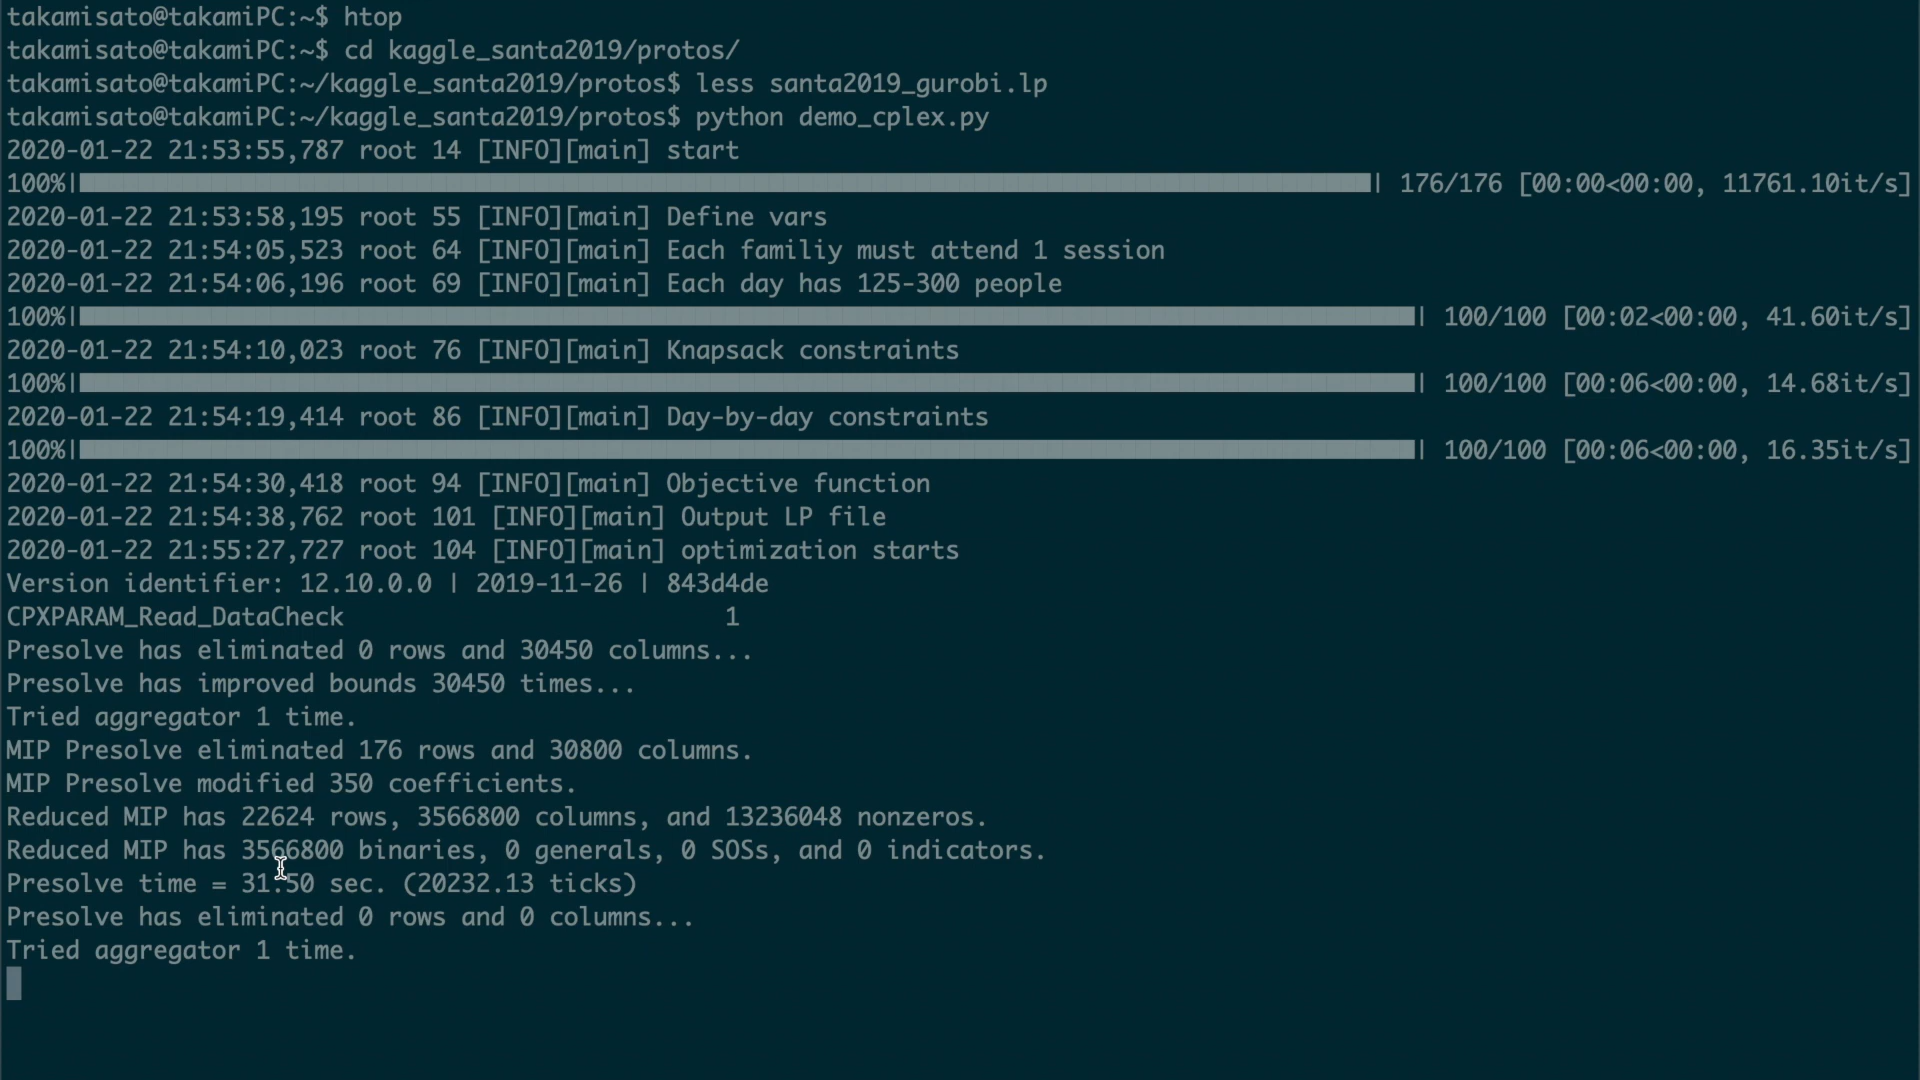 takamisato@takamiPC:~$ htop
takamisato@takamiPC:~$ cd kaggle_santa2019/protos/
takamisato@takamiPC:~/kaggle_santa2019/protos$ less santa2019_gurobi.lp
takamisato@takamiPC:~/kaggle_santa2019/protos$ python demo_cplex.py
2020-01-22 21:53:55,787 root 14 [INFO][main] start
100%| | 176/176 [00:00<00:00, 11761.10it/s]
2020-01-22 21:53:58,195 root 55 [INFO][main] Define vars
2020-01-22 21:54:05,523 root 64 [INFO][main] Each familiy must attend 1 session
2020-01-22 21:54:06,196 root 69 [INFO][main] Each day has 125-300 people
100%| | 100/100 [00:02<00:00, 41.60it/s]
2020-01-22 21:54:10,023 root 76 [INFO][main] Knapsack constraints
100%| | 100/100 [00:06<00:00, 14.68it/s]
2020-01-22 21:54:19,414 root 86 [INFO][main] Day-by-day constraints
100%| | 100/100 [00:06<00:00, 16.35it/s]
2020-01-22 21:54:30,418 root 94 [INFO][main] Objective function
2020-01-22 21:54:38,762 root 101 [INFO][main] Output LP file
2020-01-22 21:55:27,727 root 104 [INFO][main] optimization starts
Version identifier: 12.10.0.0 | 2019-11-26 | 843d4de
CPXPARAM_Read_DataCheck 1
Presolve has eliminated 0 rows and 30450 columns...
Presolve has improved bounds 30450 times...
Tried aggregator 1 time.
MIP Presolve eliminated 176 rows and 30800 columns.
MIP Presolve modified 350 coefficients.
Reduced MIP has 22624 rows, 3566800 columns, and 13236048 nonzeros.
Reduced MIP has 3566800 binaries, 0 generals, 0 SOSs, and 0 indicators.
Presolve time = 31.50 sec. (20232.13 ticks)
Presolve has eliminated 0 rows and 0 columns...
Tried aggregator 1 time.